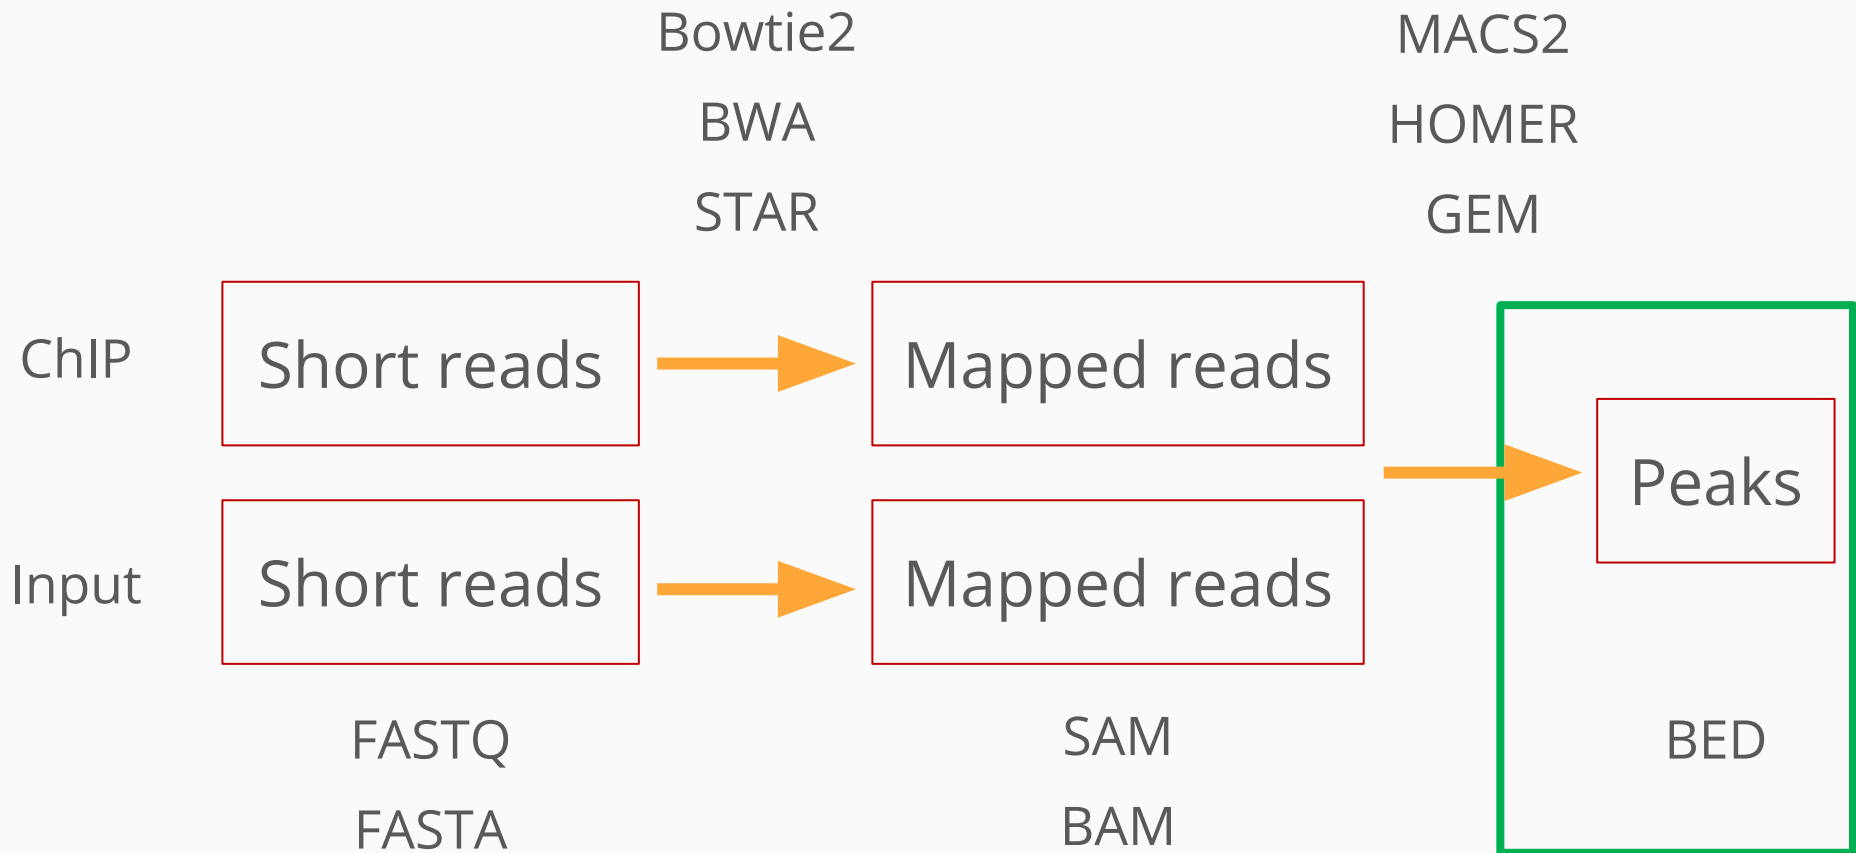 Bowtie2
BWA
STAR
MACS2
HOMER
GEM
ChIP
Short reads
Mapped reads
Peaks
Input
Short reads
Mapped reads
FASTQ
FASTA
SAM
BAM
BED